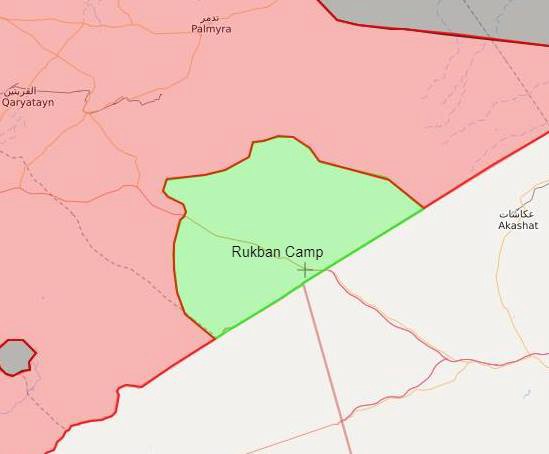 تدمر
Palmyra
القريتين
Qaryatayn
عكاشات
Akashat
Rukban Camp